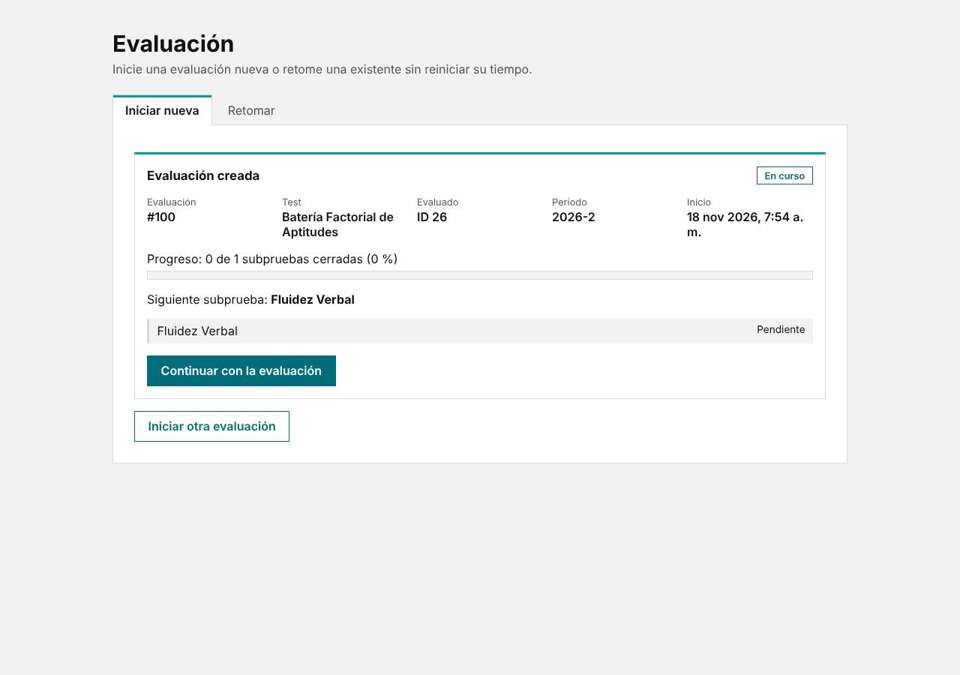 Evaluación
Inicie una evaluación nueva o retome una existente sin reiniciar su tiempo.
Iniciar nueva
Retomar
Evaluación creada
En curso
Evaluación
#100
Test
Batería Factorial de
Aptitudes
Evaluado
ID 26
Período
2026-2
Inicio
18 nov 2026, 7:54 a.
m.
Progreso: 0 de 1 subpruebas cerradas (0 %)
Siguiente subprueba: Fluidez Verbal
Fluidez Verbal
Pendiente
Continuar con la evaluación
Iniciar otra evaluación